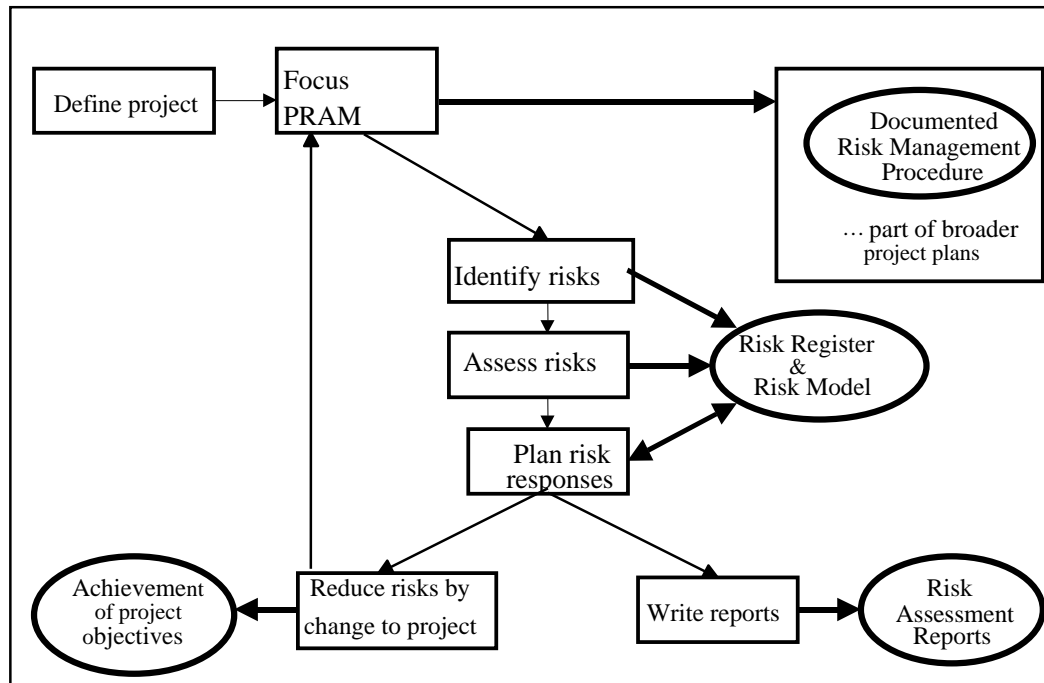 Define project
Focus
PRAM
Documented
Risk Management
Procedure
… part of broader
project plans
Identify risks
Assess risks
Risk Register
&
Risk Model
Plan risk
responses
Achievement
of project
objectives
Reduce risks by
change to project
Write reports
Risk
Assessment
Reports